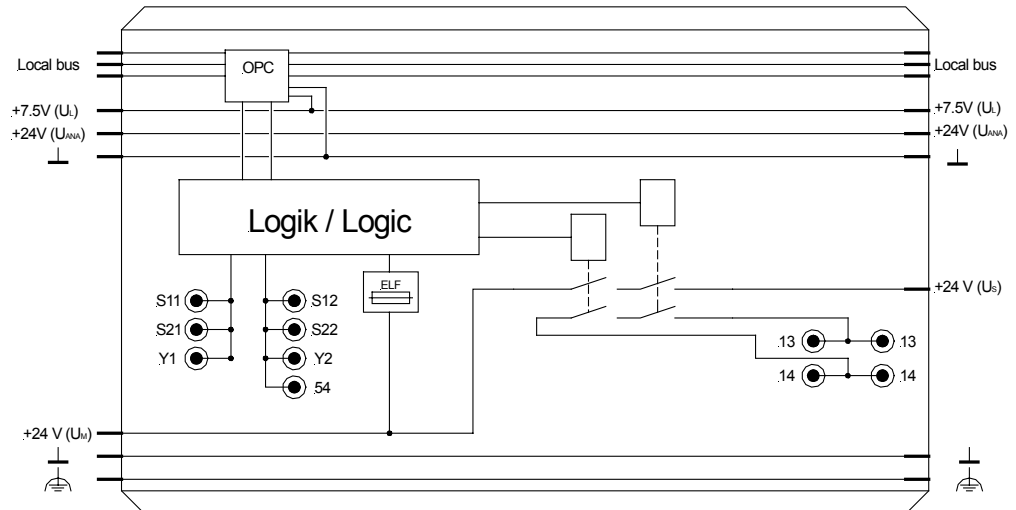 OPC
Local bus
Local bus
+7.5V (UL)
+7.5V (UL)
+24V (UANA)
+24V (UANA)
Logik / Logic
ELF
S11
S12
+24 V (US)
S21
S22
13
13
Y1
Y2
14
14
54
+24 V (UM)